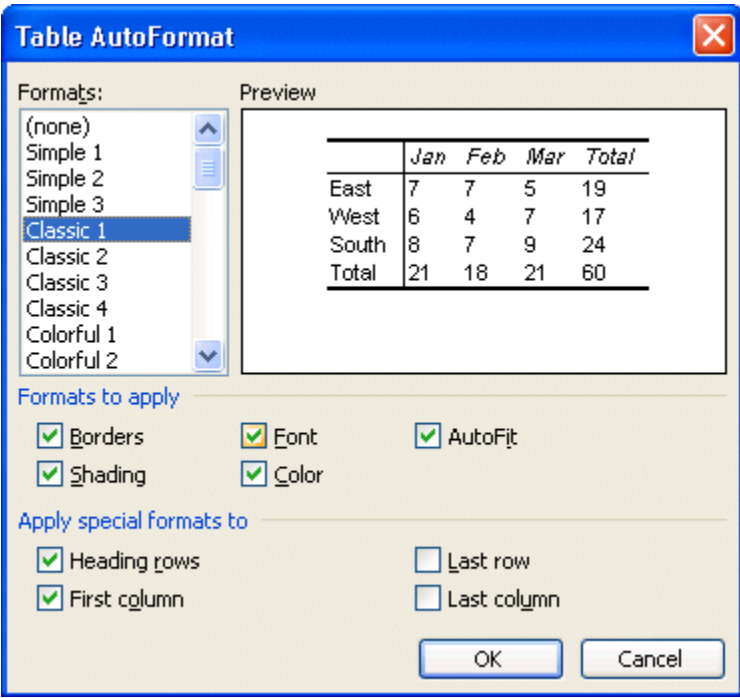 Table AutoFormat
Formats:
Preview
(none)
Simple 1
Simple 2
Simple 3
Classic 1
Classic 2
Classic 3
Classic 4
Colorful 1
Colorful 2
Jan Feb Mar Total
East 7 7 5 19
West 6 4 7 17
South 8 7 9 24
Total 21 18 21 60
Formats to apply
Borders Font AutoFit
Shading Color
Apply special formats to
Heading rows Last row
First column Last column
OK Cancel